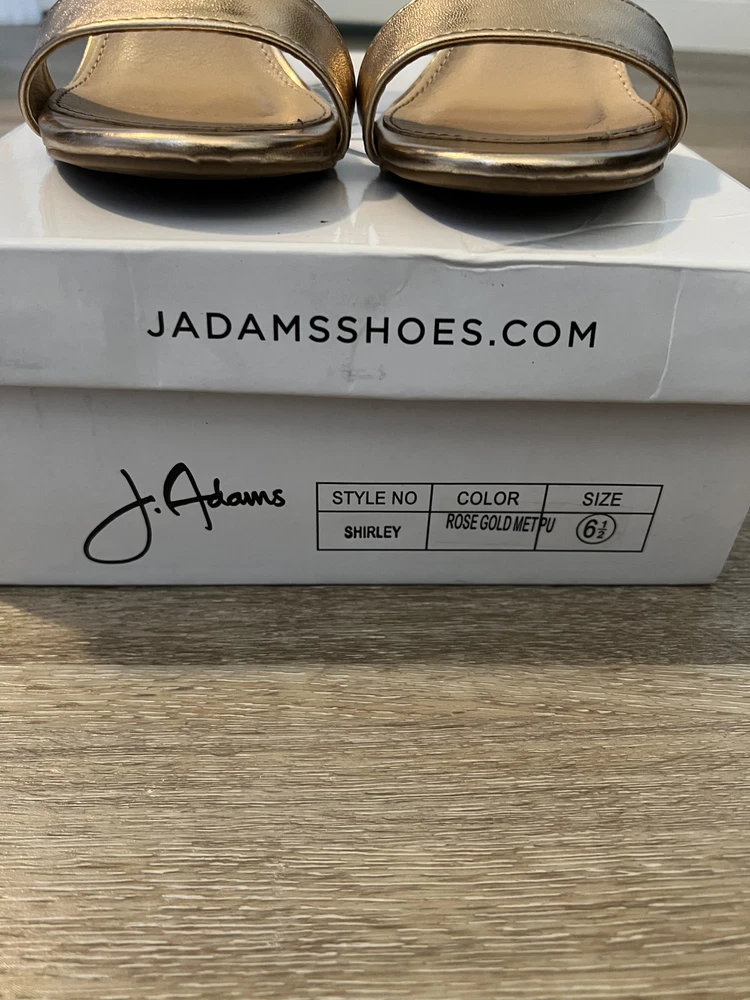 JADAMSSHOES.COM
J. Adams
STYLE NO COLOR SIZE
SHIRLEY ROSE GOLD MET PU 6½